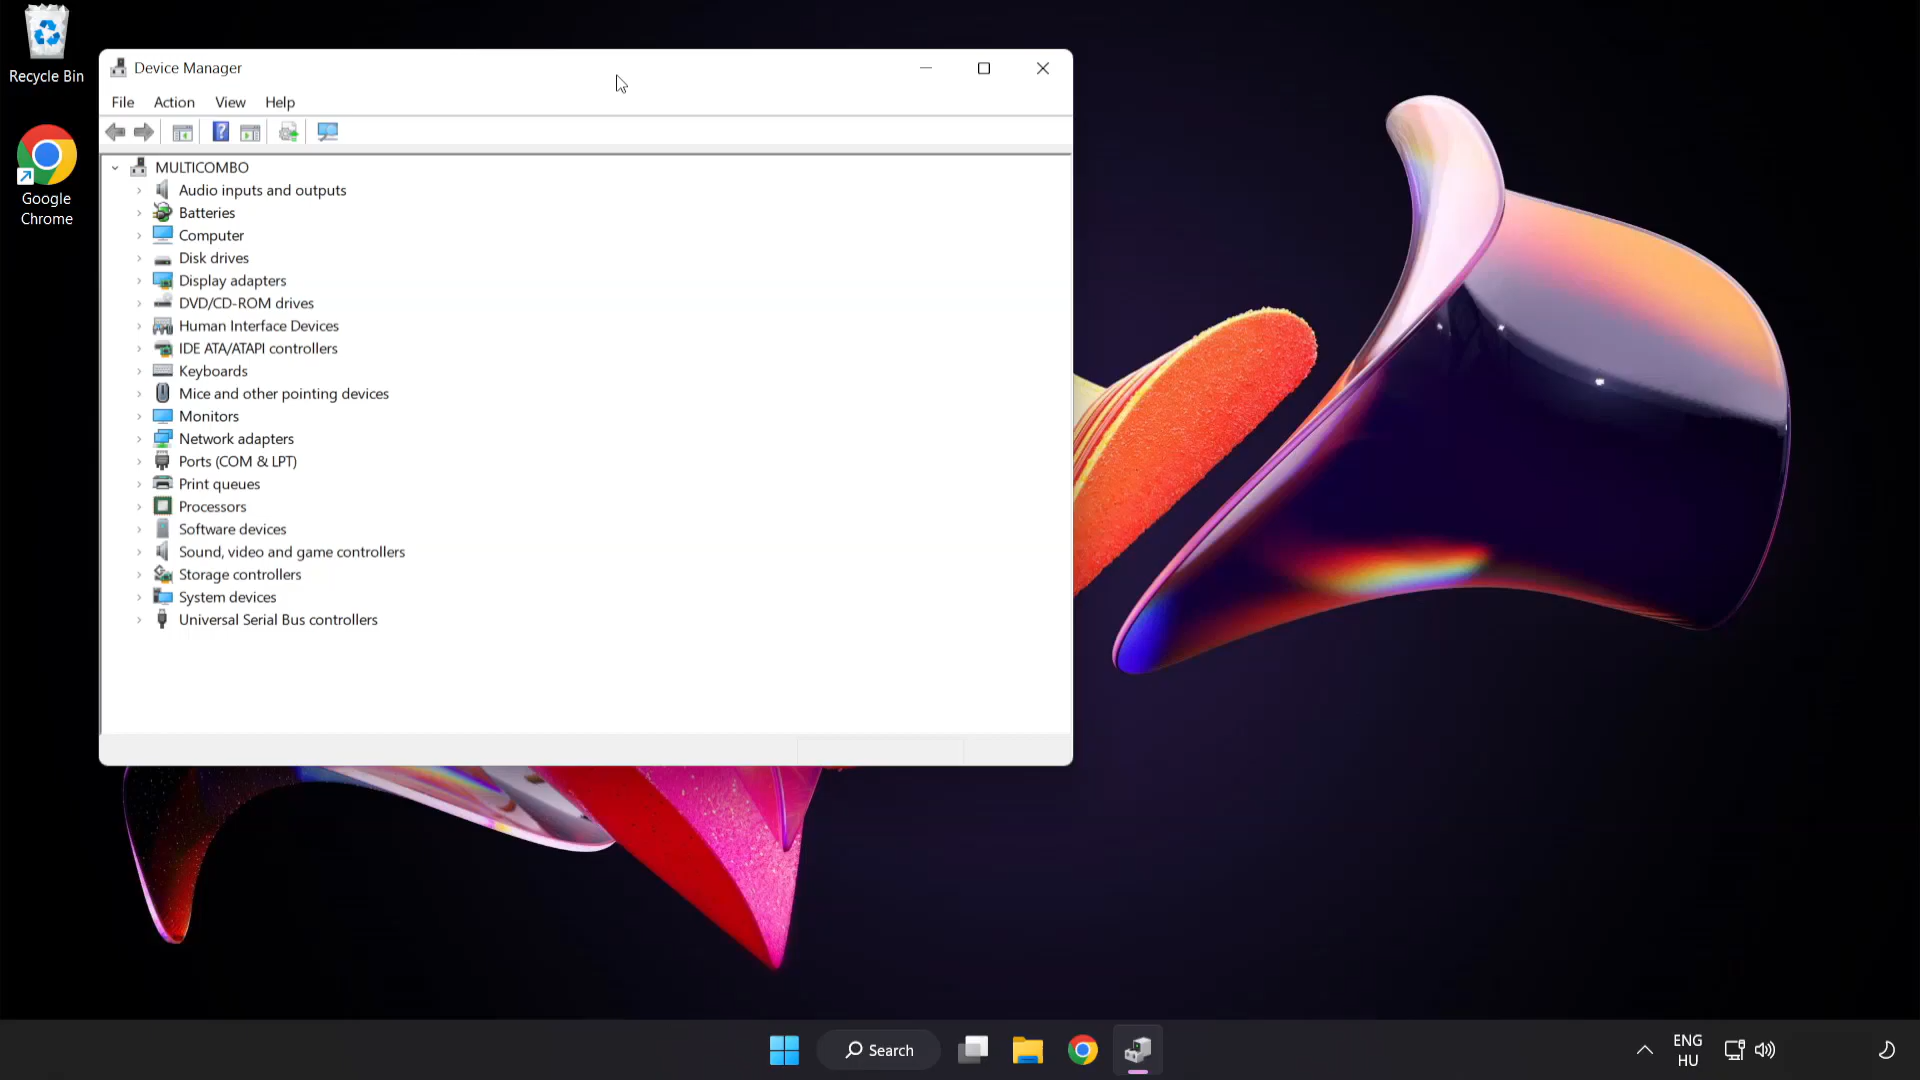 Recycle Bin
Google
Chrome
Device Manager
File Action View Help
MULTICOMBO
Audio inputs and outputs
Batteries
Computer
Disk drives
Display adapters
DVD/CD-ROM drives
Human Interface Devices
IDE ATA/ATAPI controllers
Keyboards
Mice and other pointing devices
Monitors
Network adapters
Ports (COM & LPT)
Print queues
Processors
Software devices
Sound, video and game controllers
Storage controllers
System devices
Universal Serial Bus controllers
Search
ENG
HU